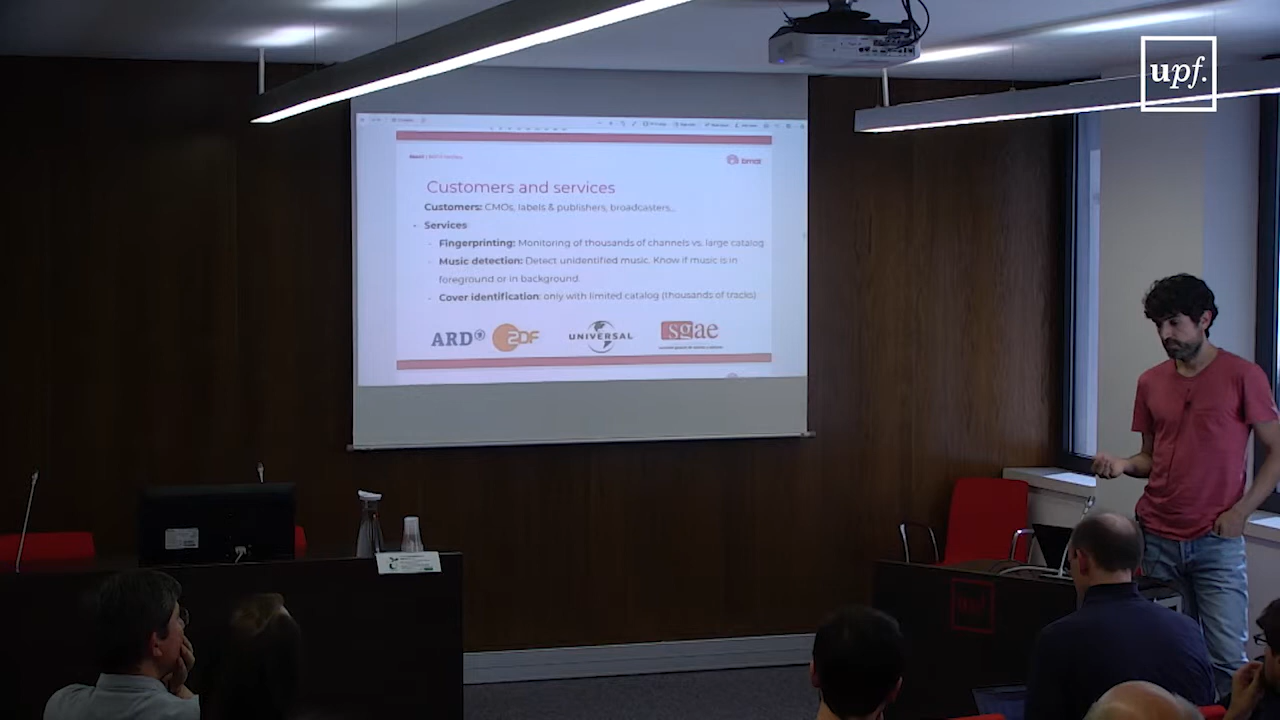 upf.
bmat
Customers and services
Customers: CMOs, labels & publishers, broadcasters...
· Services
· Fingerprinting: Monitoring of thousands of channels vs. large catalog
· Music detection: Detect unidentified music. Know if music is in
foreground or in background.
· Cover identification: only with limited catalog (thousands of tracks)
ARD
ZDF
UNIVERSAL
sgae
upf.